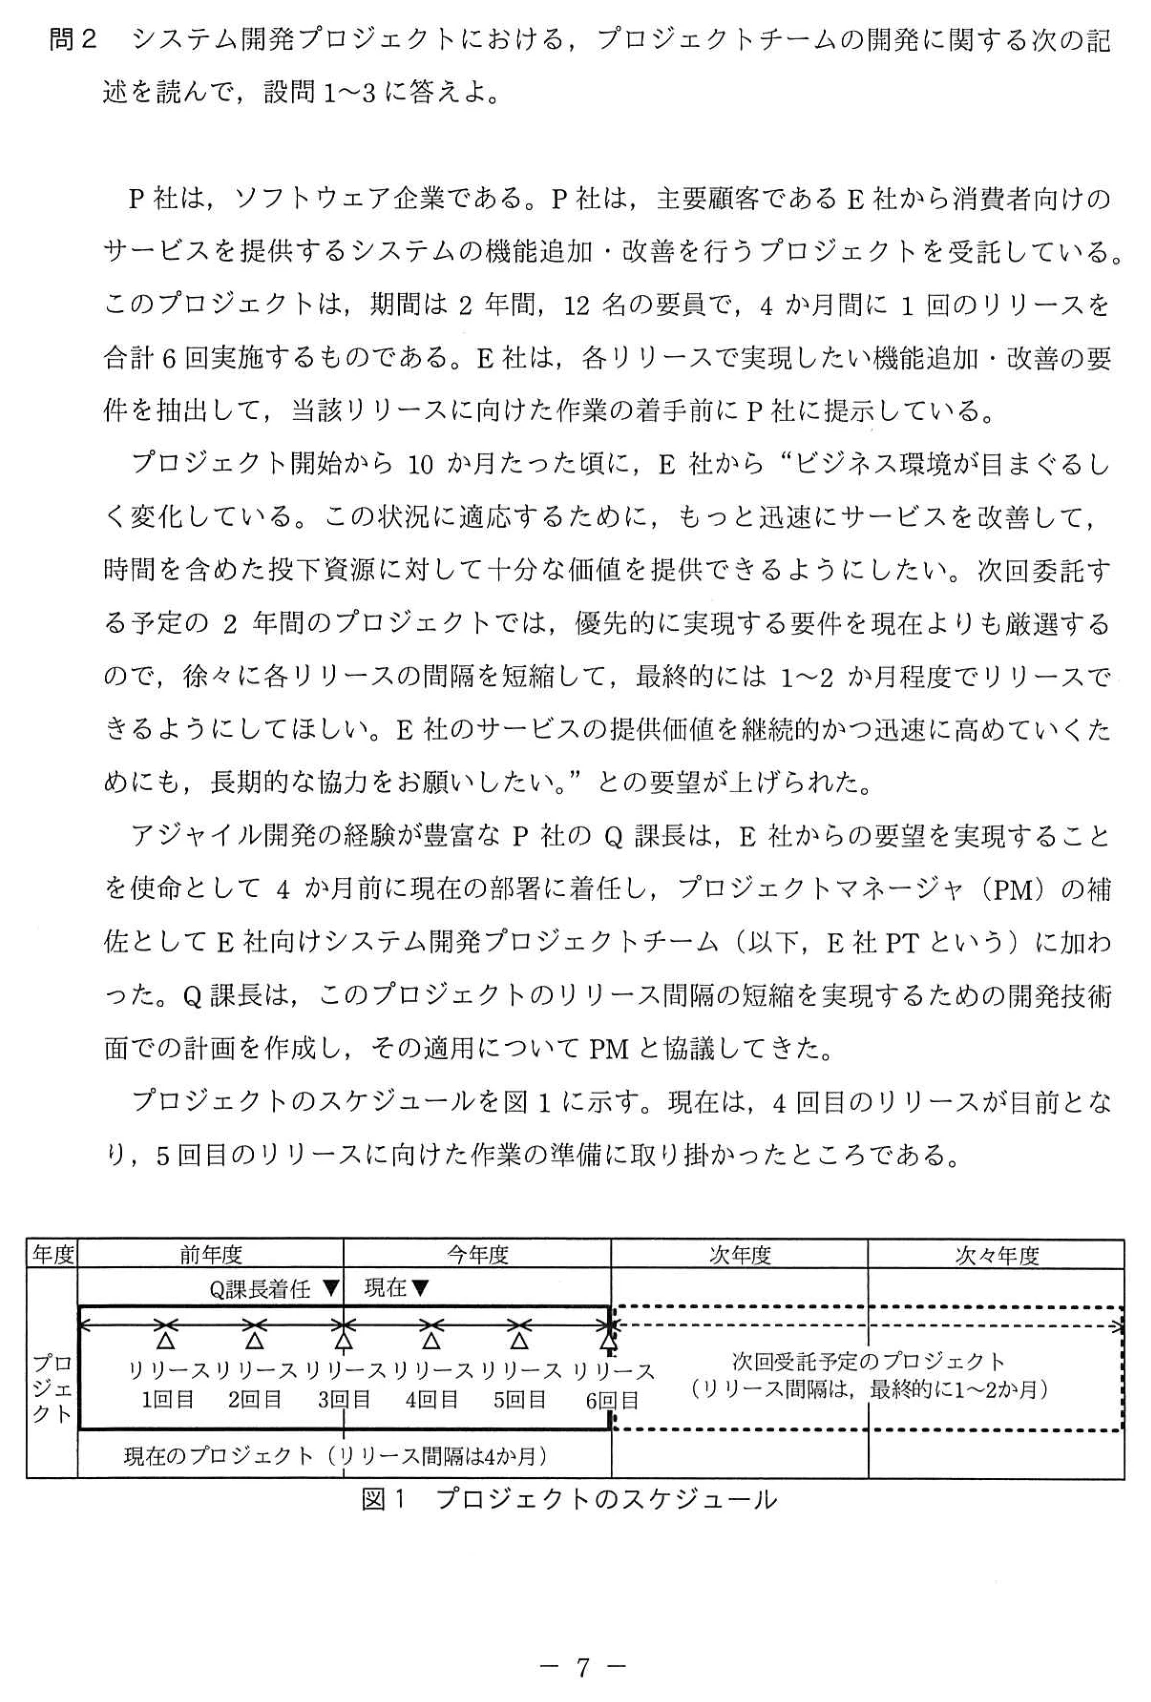 問2　システム開発プロジェクトにおける，プロジェクトチームの開発に関する次の記
述を読んで，設問1～3に答えよ。
P社は，ソフトウェア企業である。P社は，主要顧客であるE社から消費者向けの
サービスを提供するシステムの機能追加・改善を行うプロジェクトを受託している。
このプロジェクトは，期間は2年間，12名の要員で，4か月間に1回のリリースを
合計6回実施するものである。E社は，各リリースで実現したい機能追加・改善の要
件を抽出して，当該リリースに向けた作業の着手前にP社に提示している。
プロジェクト開始から10か月たった頃に，E社から“ビジネス環境が目まぐるし
く変化している。この状況に適応するために，もっと迅速にサービスを改善して，
時間を含めた投下資源に対して十分な価値を提供できるようにしたい。次回委託す
る予定の2年間のプロジェクトでは，優先的に実現する要件を現在よりも厳選する
ので，徐々に各リリースの間隔を短縮して，最終的には1～2か月程度でリリースで
きるようにしてほしい。E社のサービスの提供価値を継続的かつ迅速に高めていくた
めにも，長期的な協力をお願いしたい。”との要望が上げられた。
アジャイル開発の経験が豊富なP社のQ課長は，E社からの要望を実現すること
を使命として4か月前に現在の部署に着任し，プロジェクトマネージャ（PM）の補
佐としてE社向けシステム開発プロジェクトチーム（以下，E社PTという）に加わ
った。Q課長は，このプロジェクトのリリース間隔の短縮を実現するための開発技術
面での計画を作成し，その適用についてPMと協議してきた。
プロジェクトのスケジュールを図1に示す。現在は，4回目のリリースが目前とな
り，5回目のリリースに向けた作業の準備に取り掛かったところである。
年度　前年度　今年度　次年度　次々年度
Q課長着任▼　現在▼
プロジェクト
リリース1回目　リリース2回目　リリース3回目　リリース4回目　リリース5回目　リリース6回目
次回受託予定のプロジェクト
（リリース間隔は，最終的に1～2か月）
現在のプロジェクト（リリース間隔は4か月）
図1　プロジェクトのスケジュール
－ 7 －